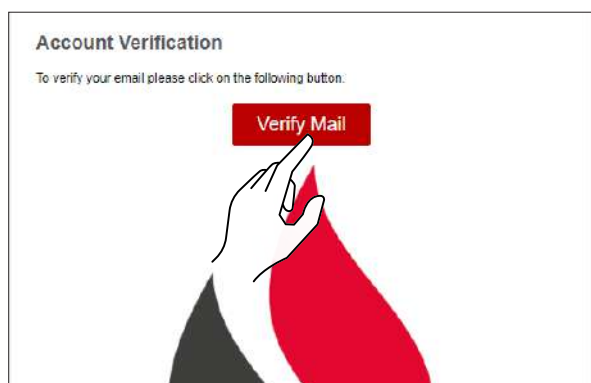 Account Verification
To verify your email please click on the following button.
Verify Mail